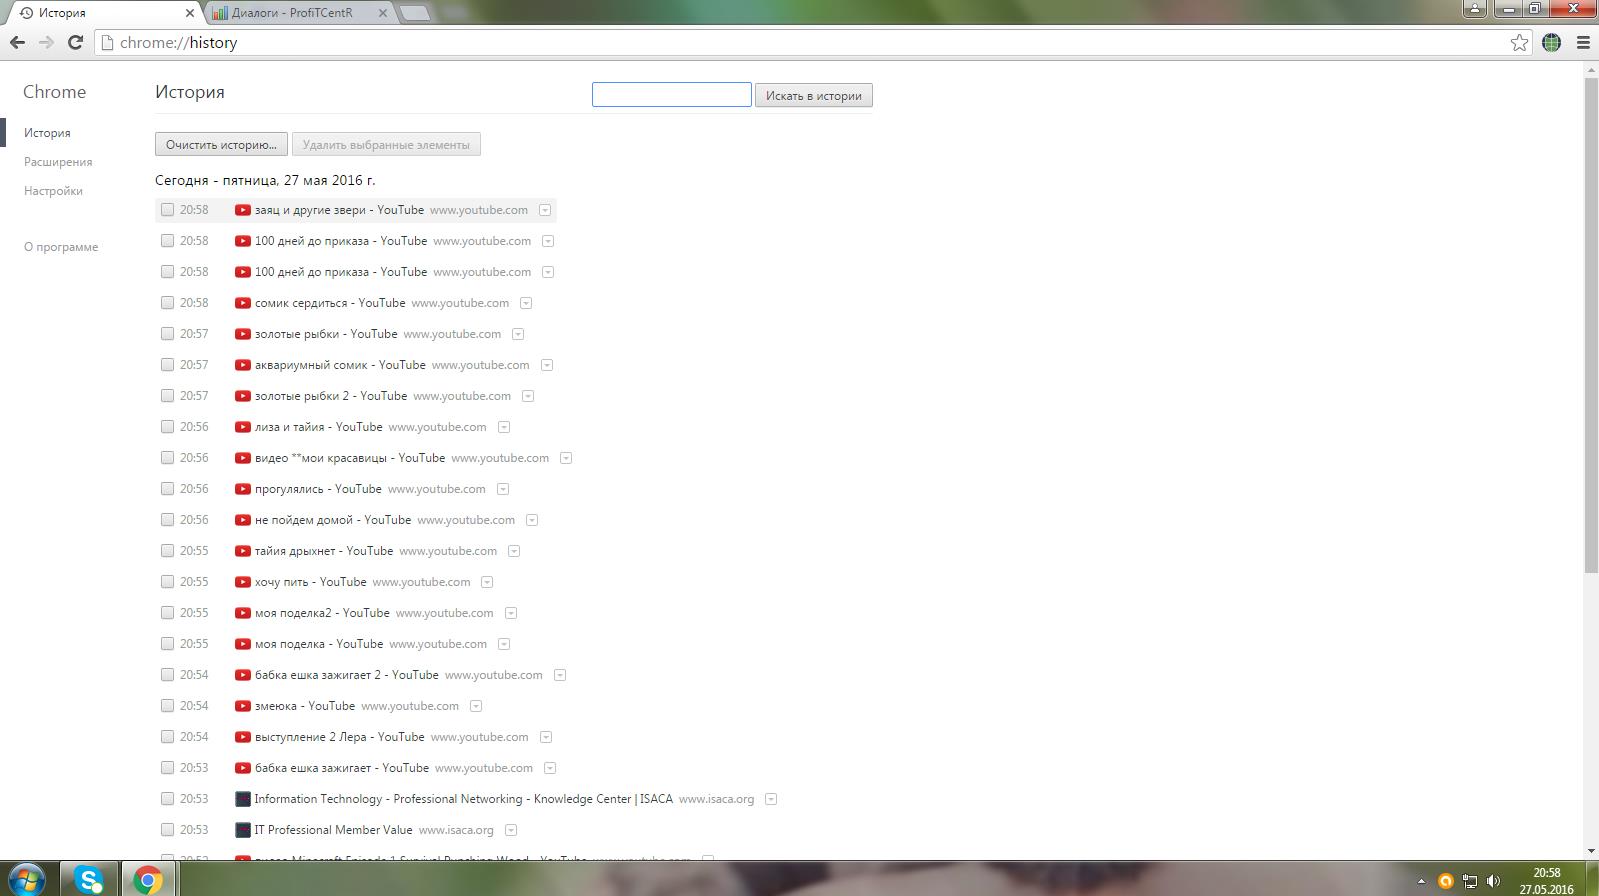 История
Диалоги - ProfiTCentR
chrome://history
Chrome
История
Искать в истории
История
Расширения
Настройки
О программе
Очистить историю...
Удалить выбранные элементы
Сегодня - пятница, 27 мая 2016 г.
20:58 заяц и другие звери - YouTube www.youtube.com
20:58 100 дней до приказа - YouTube www.youtube.com
20:58 100 дней до приказа - YouTube www.youtube.com
20:58 сомик сердиться - YouTube www.youtube.com
20:57 золотые рыбки - YouTube www.youtube.com
20:57 аквариумный сомик - YouTube www.youtube.com
20:57 золотые рыбки 2 - YouTube www.youtube.com
20:56 лиза и тайия - YouTube www.youtube.com
20:56 видео **мои красавицы - YouTube www.youtube.com
20:56 прогулялись - YouTube www.youtube.com
20:56 не пойдем домой - YouTube www.youtube.com
20:55 тайия дрыхнет - YouTube www.youtube.com
20:55 хочу пить - YouTube www.youtube.com
20:55 моя поделка2 - YouTube www.youtube.com
20:55 моя поделка - YouTube www.youtube.com
20:54 бабка ешка зажигает 2 - YouTube www.youtube.com
20:54 змеюка - YouTube www.youtube.com
20:54 выступление 2 Лера - YouTube www.youtube.com
20:53 бабка ешка зажигает - YouTube www.youtube.com
20:53 Information Technology - Professional Networking - Knowledge Center | ISACA www.isaca.org
20:53 IT Professional Member Value www.isaca.org
видео Minecraft Episode 1 Survival Punching Wood - YouTube www.youtube.com
20:58
27.05.2016